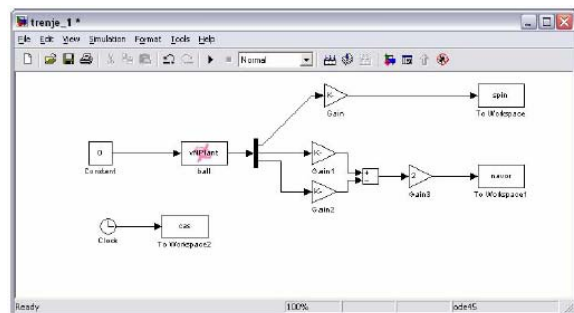 trenje_1 *
File Edit View Simulation Format Tools Help
Normal
K-
Gain
spin
To Workspace
0
Constant
vrlPlant
ball
K-
Gain1
K-
Gain2
+
-
2
Gain3
navor
To Workspace1
Clock
cas
To Workspace2
Ready
100%
ode45